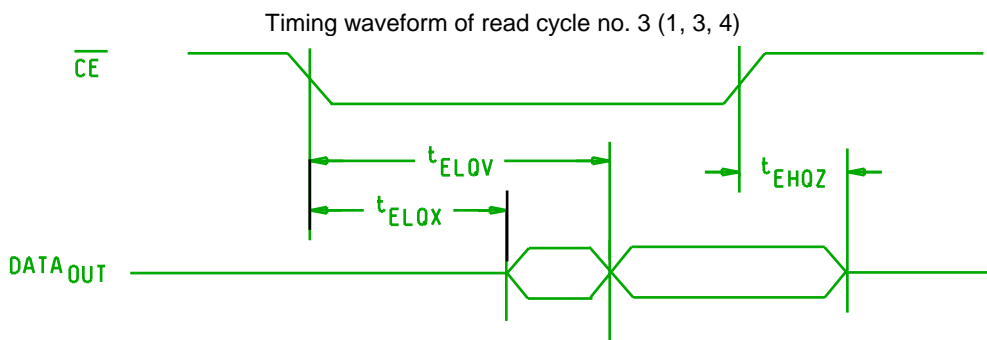 Timing waveform of read cycle no. 3 (1, 3, 4)
CE
tELQV
tEHQZ
tELQX
DATAOUT